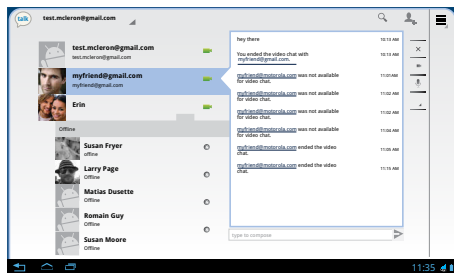 talk
test.mcleron@gmail.com
test.mcleron@gmail.com
test.mcleron@gmail.com
myfriend@gmail.com
myfriend@gmail.com
Erin
Offline
Susan Fryer
offline
Larry Page
Offline
Matias Dusette
Offline
Romain Guy
Offline
Susan Moore
Offline
hey there
10:13 AM
You ended the video chat with
myfriend@gmail.com.
10:13 AM
myfriend@motorola.com was not available
for video chat.
11:01AM
myfriend@motorola.com was not available
for video chat.
11:02 AM
myfriend@motorola.com was not available
for video chat.
11:02 AM
myfriend@motorola.com was not available
for video chat.
11:04 AM
myfriend@motorola.com ended the video
chat.
11:05 AM
myfriend@motorola.com ended the video
chat.
11:15 AM
type to compose
11:35